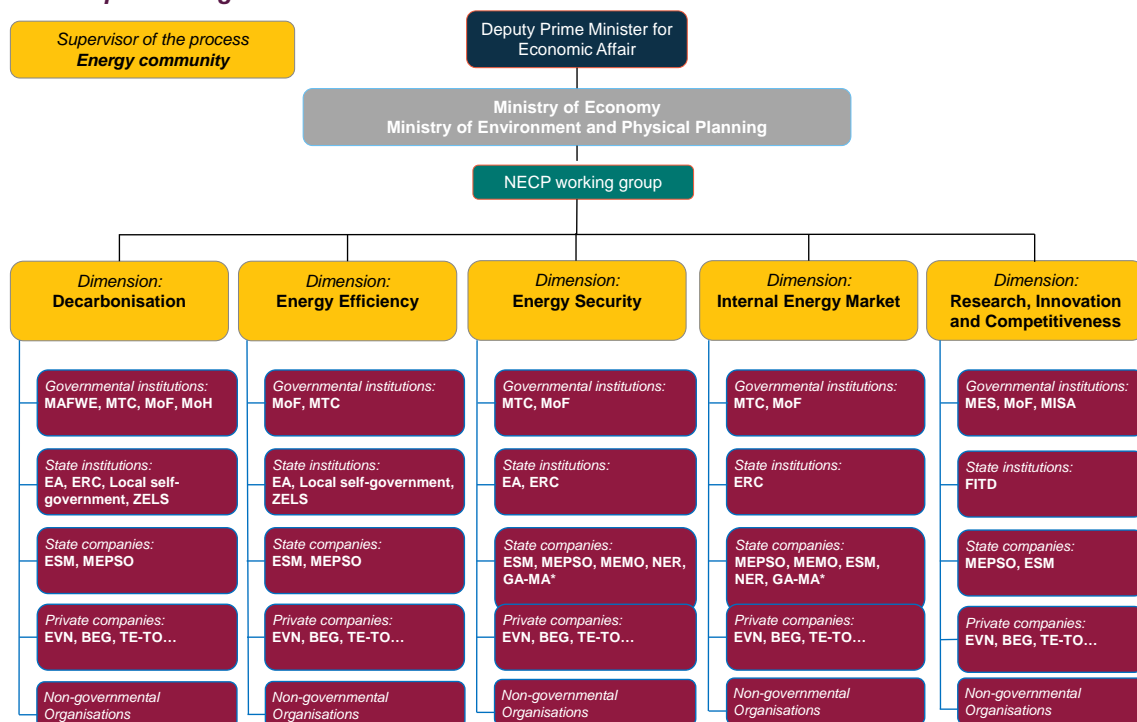 Supervisor of the process
Energy community
Deputy Prime Minister for
Economic Affair
Ministry of Economy
Ministry of Environment and Physical Planning
NECP working group
Dimension:
Decarbonisation
Governmental institutions:
MAFWE, MTC, MoF, MoH
State institutions:
EA, ERC, Local self-
government, ZELS
State companies:
ESM, MEPSO
Private companies:
EVN, BEG, TE-TO…
Non-governmental
Organisations
Dimension:
Energy Efficiency
Governmental institutions:
MoF, MTC
State institutions:
EA, Local self-government,
ZELS
State companies:
ESM, MEPSO
Private companies:
EVN, BEG, TE-TO…
Non-governmental
Organisations
Dimension:
Energy Security
Governmental institutions:
MTC, MoF
State institutions:
EA, ERC
State companies:
ESM, MEPSO, MEMO, NER,
GA-MA*
Private companies:
EVN, BEG, TE-TO…
Non-governmental
Organisations
Dimension:
Internal Energy Market
Governmental institutions:
MTC, MoF
State institutions:
ERC
State companies:
MEPSO, MEMO, ESM,
NER, GA-MA*
Private companies:
EVN, BEG, TE-TO…
Non-governmental
Organisations
Dimension:
Research, Innovation
and Competitiveness
Governmental institutions:
MES, MoF, MISA
State institutions:
FITD
State companies:
MEPSO, ESM
Private companies:
EVN, BEG, TE-TO…
Non-governmental
Organisations